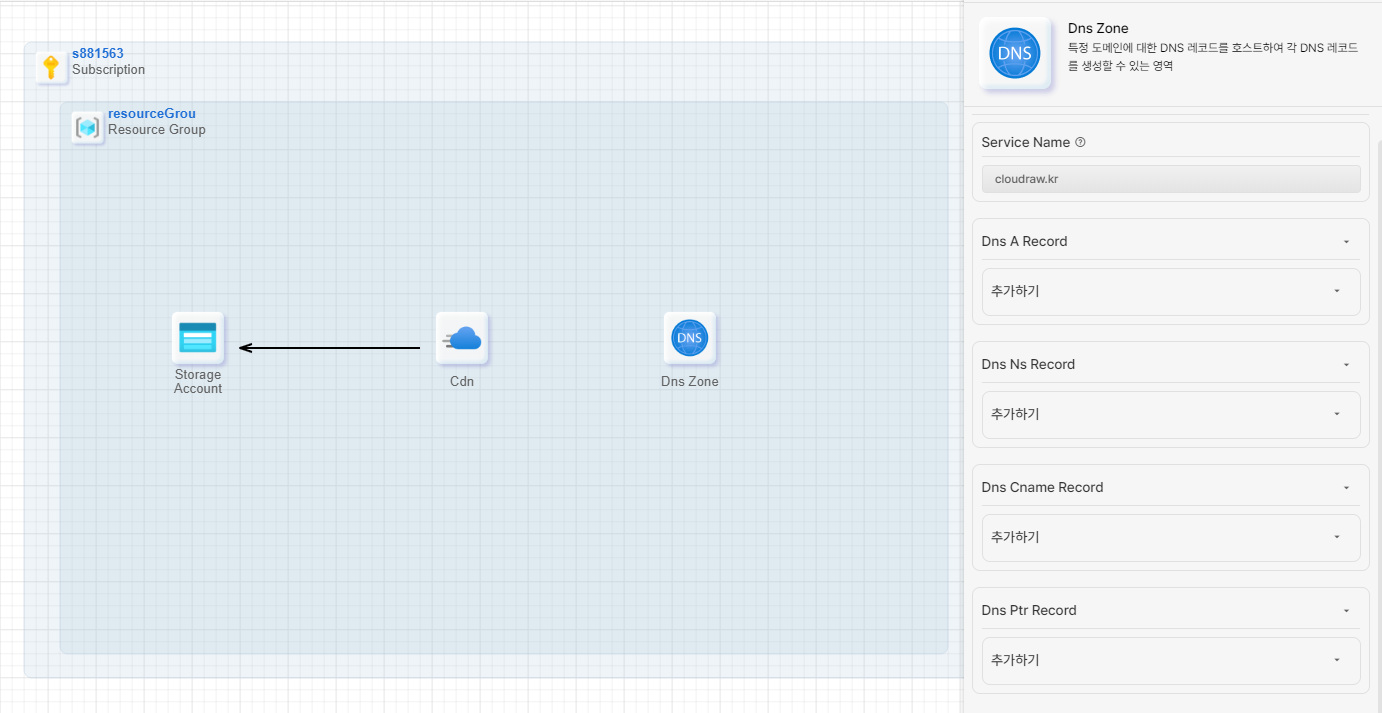 s881563
Subscription
resourceGrou
Resource Group
Storage
Account
Cdn
DNS
Dns Zone
DNS
Dns Zone
특정 도메인에 대한 DNS 레코드를 호스트하여 각 DNS 레코드
를 생성할 수 있는 영역
Service Name ?
cloudraw.kr
Dns A Record
추가하기
Dns Ns Record
추가하기
Dns Cname Record
추가하기
Dns Ptr Record
추가하기